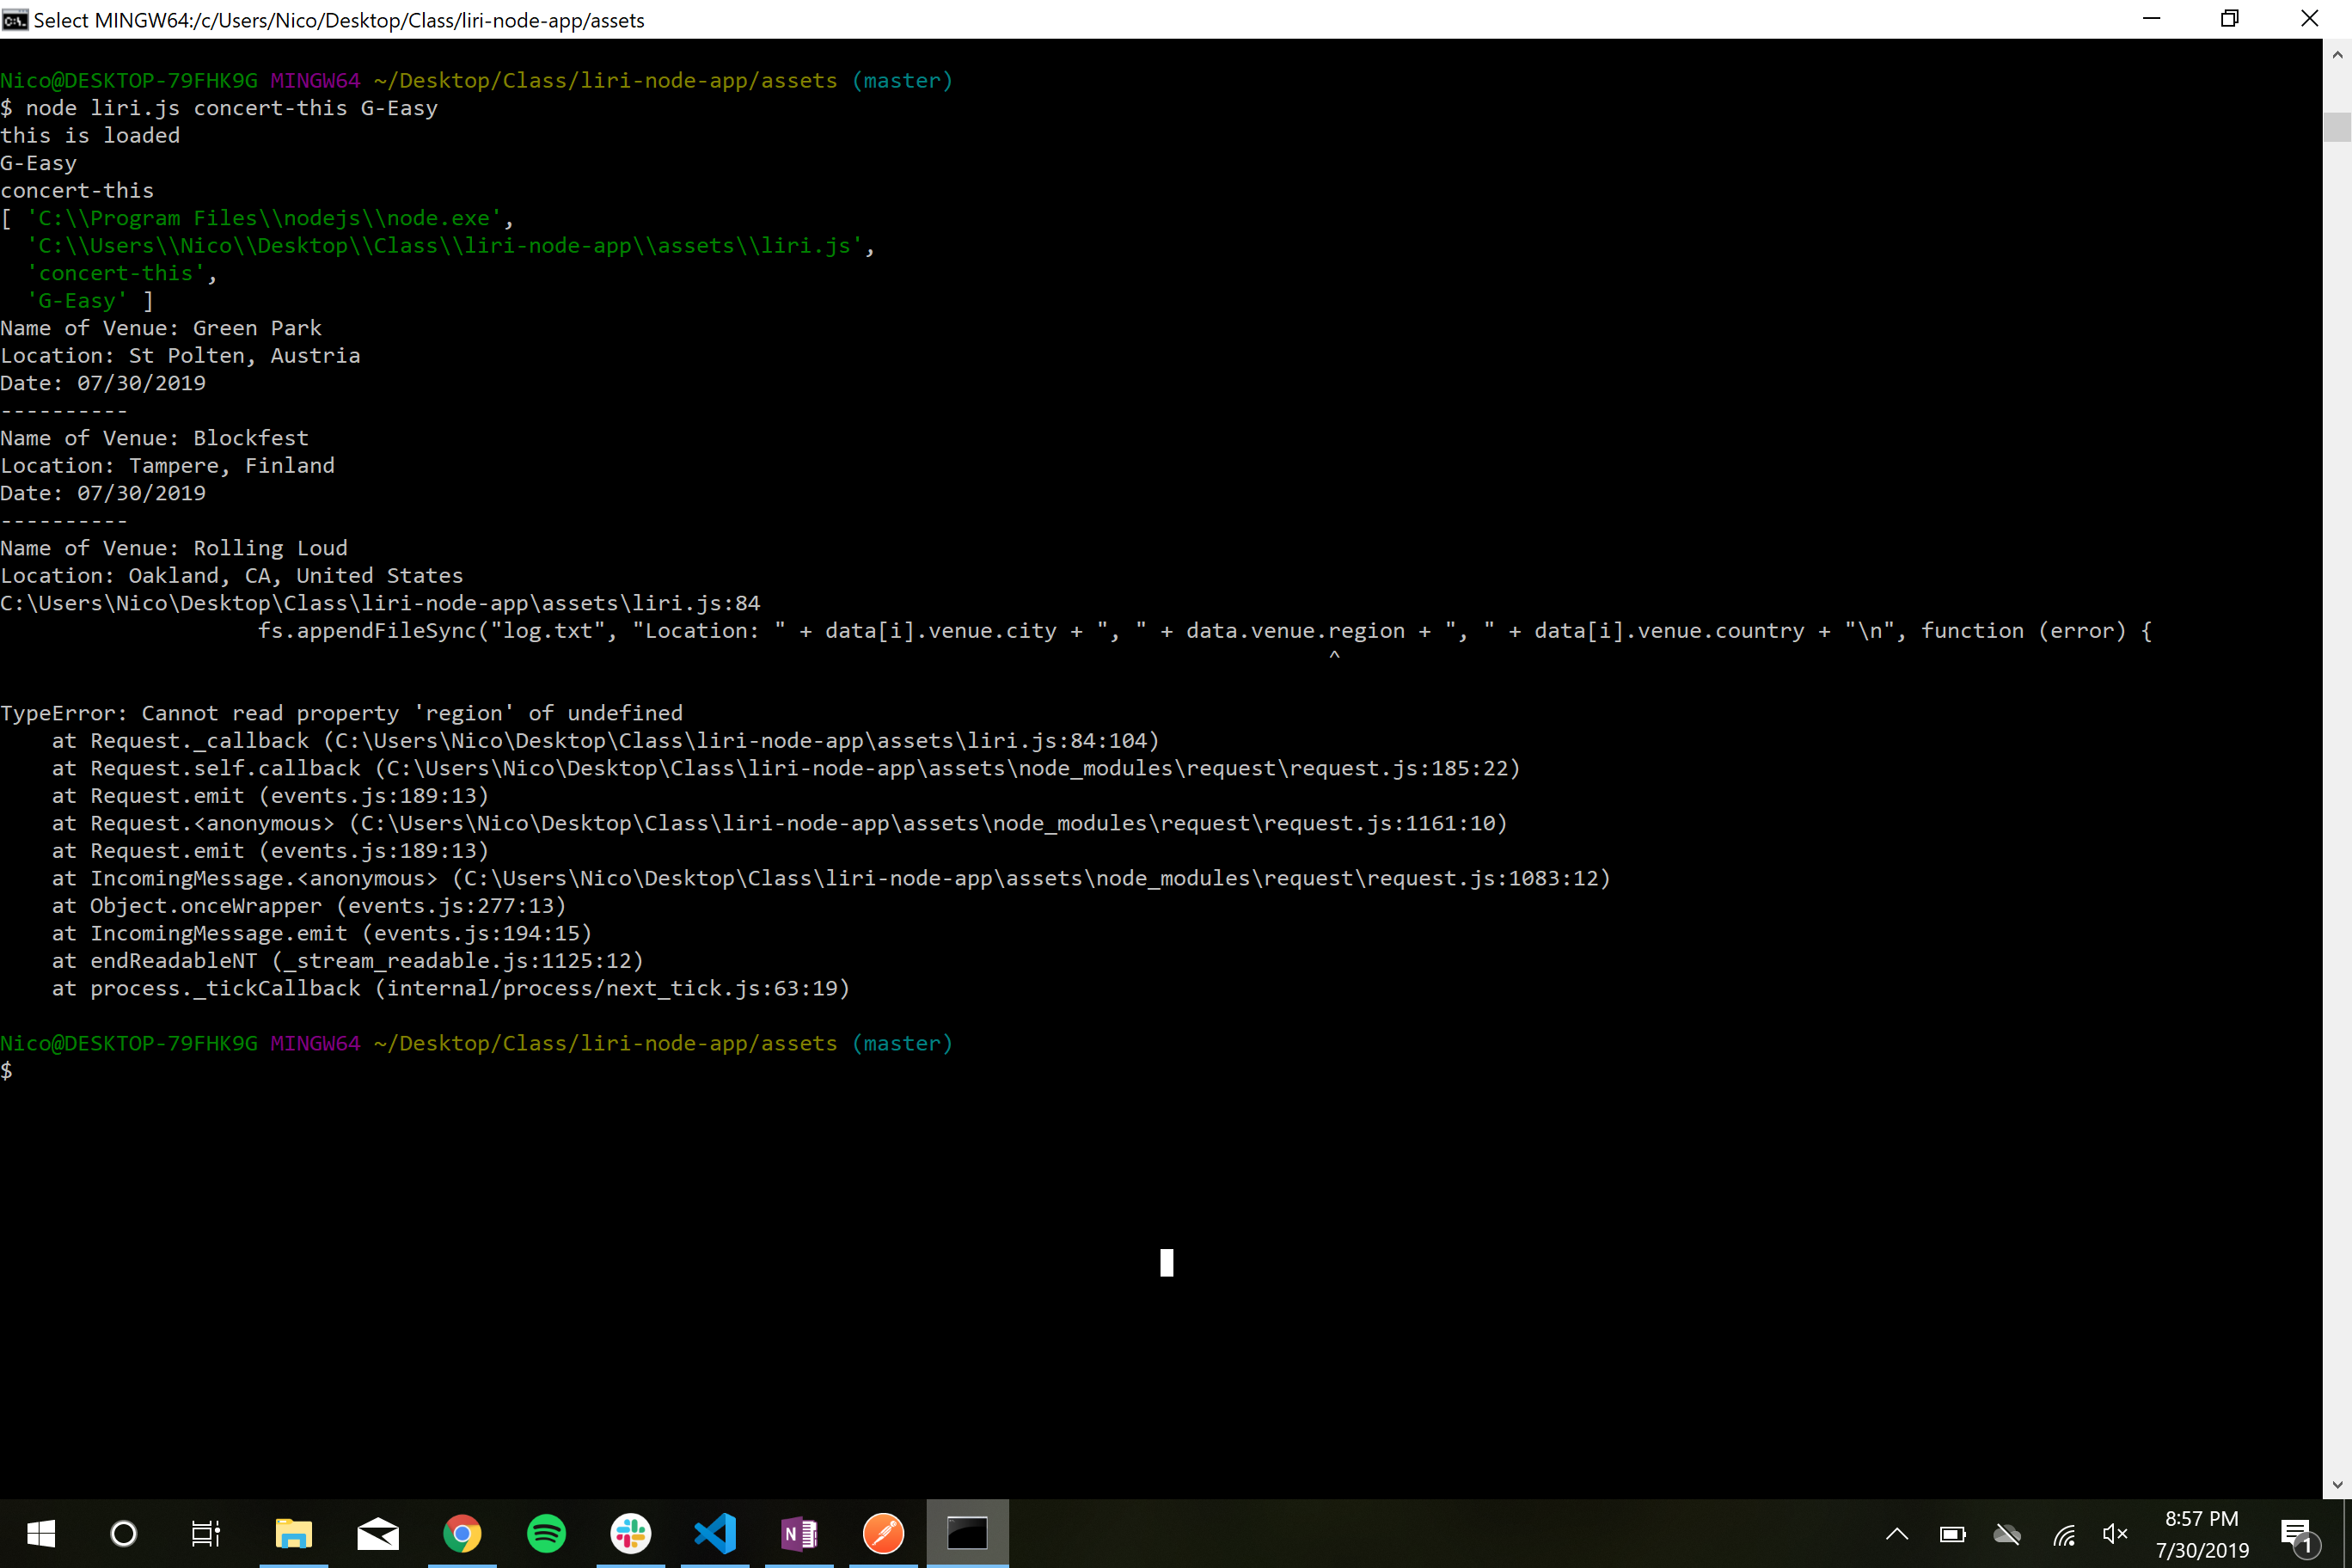 Select MINGW64:/c/Users/Nico/Desktop/Class/liri-node-app/assets
Nico@DESKTOP-79FHK9G MINGW64 ~/Desktop/Class/liri-node-app/assets (master)
$ node liri.js concert-this G-Easy
this is loaded
G-Easy
concert-this
[ 'C:\\Program Files\\nodejs\\node.exe',
  'C:\\Users\\Nico\\Desktop\\Class\\liri-node-app\\assets\\liri.js',
  'concert-this',
  'G-Easy' ]
Name of Venue: Green Park
Location: St Polten, Austria
Date: 07/30/2019
----------
Name of Venue: Blockfest
Location: Tampere, Finland
Date: 07/30/2019
----------
Name of Venue: Rolling Loud
Location: Oakland, CA, United States
C:\Users\Nico\Desktop\Class\liri-node-app\assets\liri.js:84
                    fs.appendFileSync("log.txt", "Location: " + data[i].venue.city + ", " + data.venue.region + ", " + data[i].venue.country + "\n", function (error) {
                                                                                                       ^
TypeError: Cannot read property 'region' of undefined
    at Request._callback (C:\Users\Nico\Desktop\Class\liri-node-app\assets\liri.js:84:104)
    at Request.self.callback (C:\Users\Nico\Desktop\Class\liri-node-app\assets\node_modules\request\request.js:185:22)
    at Request.emit (events.js:189:13)
    at Request.<anonymous> (C:\Users\Nico\Desktop\Class\liri-node-app\assets\node_modules\request\request.js:1161:10)
    at Request.emit (events.js:189:13)
    at IncomingMessage.<anonymous> (C:\Users\Nico\Desktop\Class\liri-node-app\assets\node_modules\request\request.js:1083:12)
    at Object.onceWrapper (events.js:277:13)
    at IncomingMessage.emit (events.js:194:15)
    at endReadableNT (_stream_readable.js:1125:12)
    at process._tickCallback (internal/process/next_tick.js:63:19)
Nico@DESKTOP-79FHK9G MINGW64 ~/Desktop/Class/liri-node-app/assets (master)
$
N
8:57 PM
7/30/2019
1